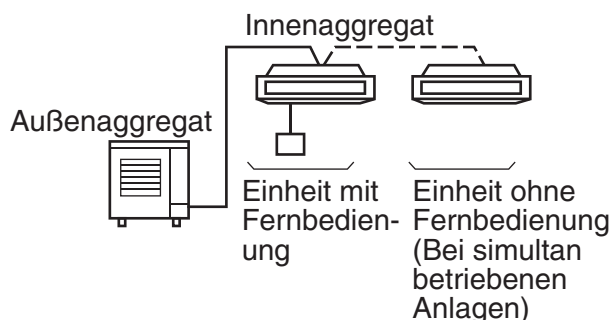 Innenaggregat
Außenaggregat
Einheit mit
Fernbedien-
ung
Einheit ohne
Fernbedienung
(Bei simultan
betriebenen
Anlagen)